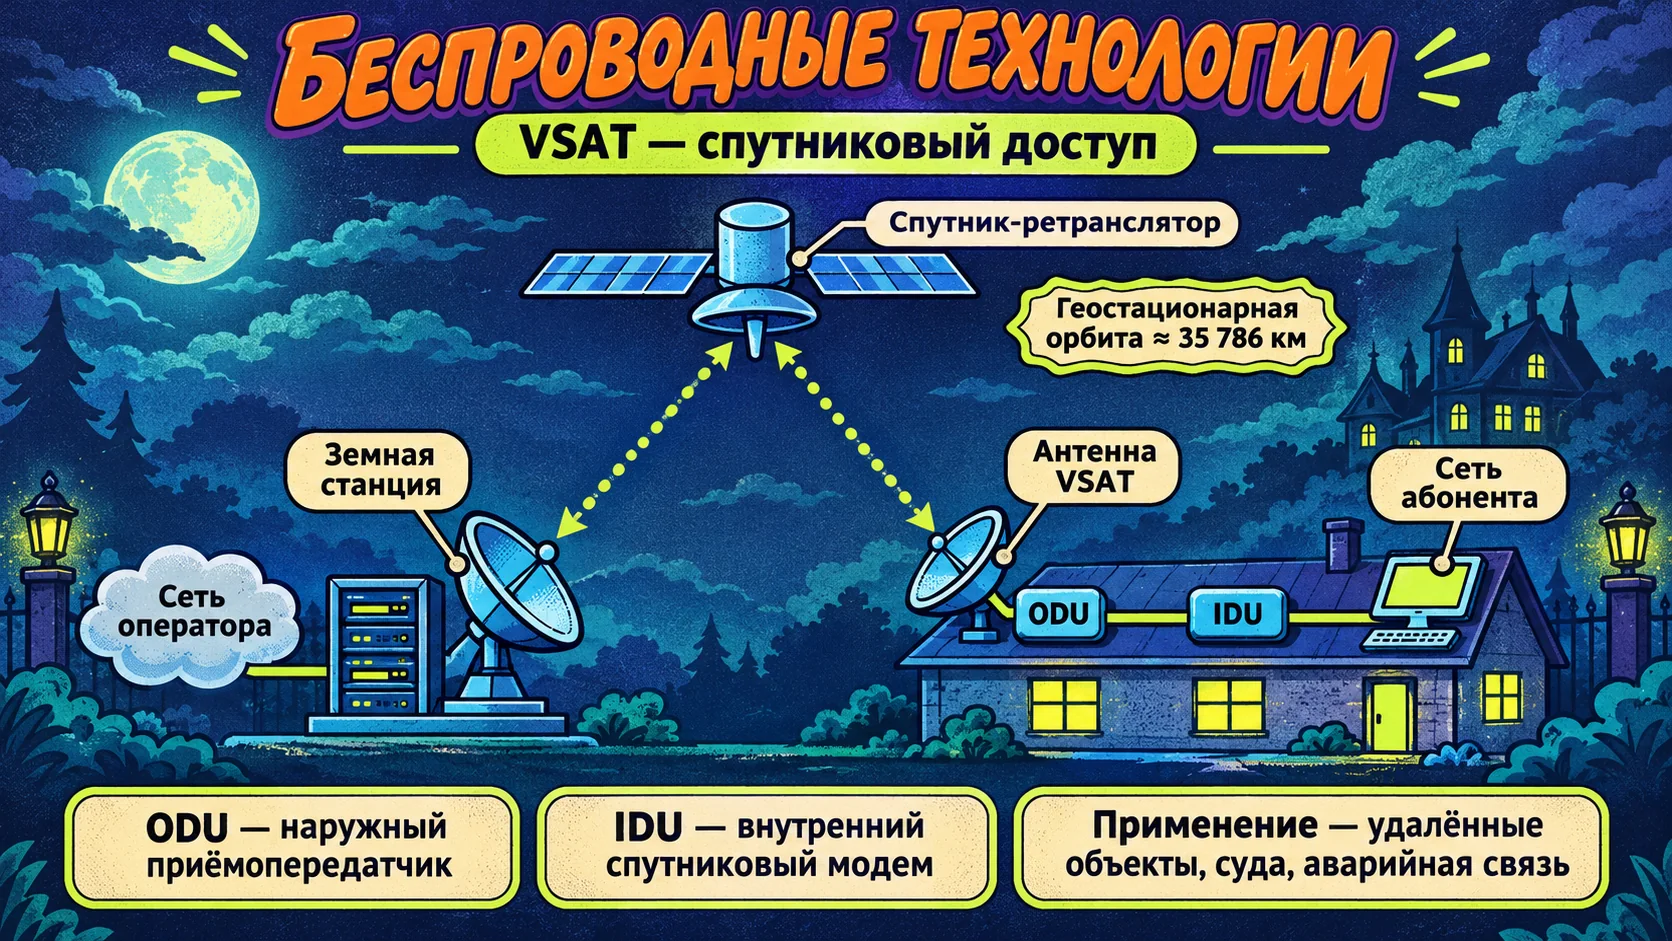 БЕСПРОВОДНЫЕ ТЕХНОЛОГИИ
VSAT — спутниковый доступ
Спутник-ретранслятор
Геостационарная
орбита ≈ 35 786 км
Земная
станция
Антенна
VSAT
Сеть
абонента
Сеть
оператора
ODU
IDU
ODU — наружный
приёмопередатчик
IDU — внутренний
спутниковый модем
Применение — удалённые
объекты, суда, аварийная связь